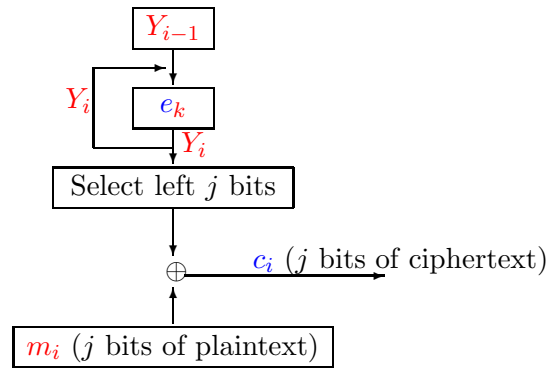 Y_{i−1}
Y_i
e_k
Y_i
Select left j bits
⊕
c_i (j bits of ciphertext)
m_i (j bits of plaintext)